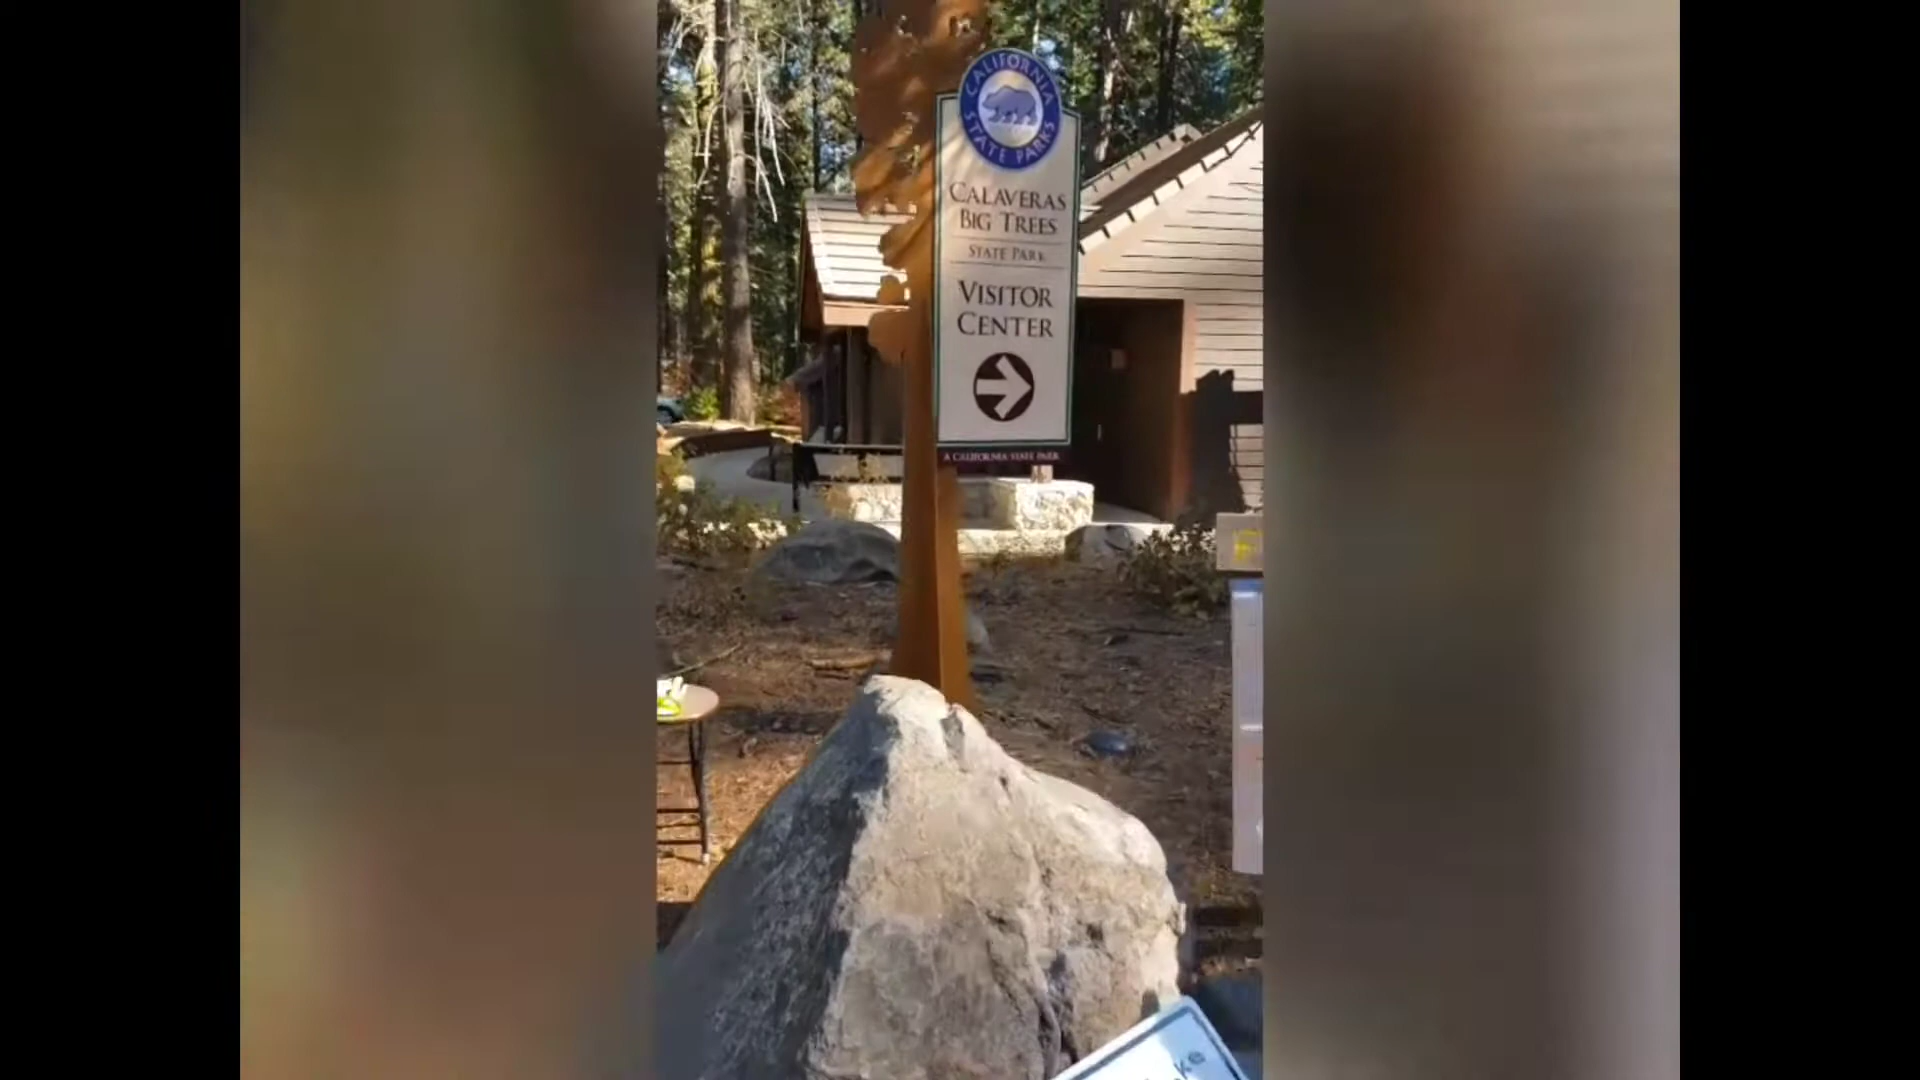 CALIFORNIA
STATE PARKS
CALAVERAS
BIG TREES
STATE PARK
VISITOR
CENTER
A CALIFORNIA STATE PARK